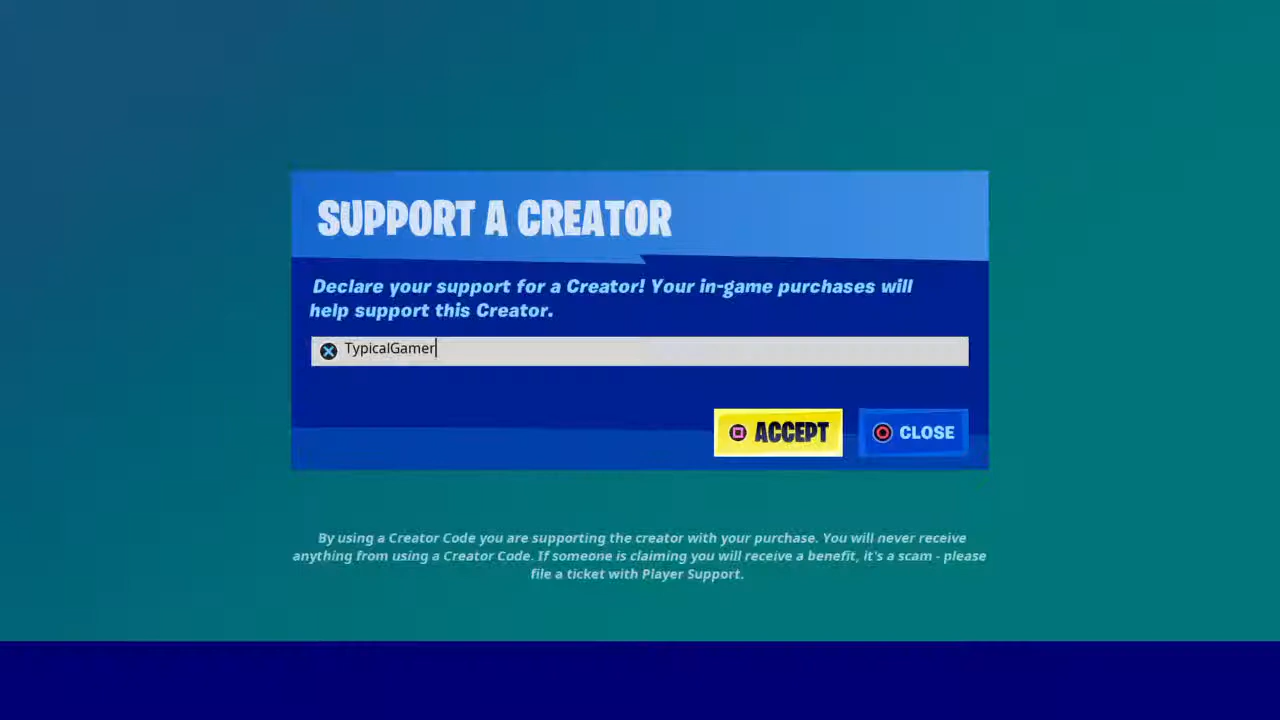 SUPPORT A CREATOR
Declare your support for a Creator! Your in-game purchases will
help support this Creator.
TypicalGamer
ACCEPT
CLOSE
By using a Creator Code you are supporting the creator with your purchase. You will never receive
anything from using a Creator Code. If someone is claiming you will receive a benefit, it's a scam - please
file a ticket with Player Support.